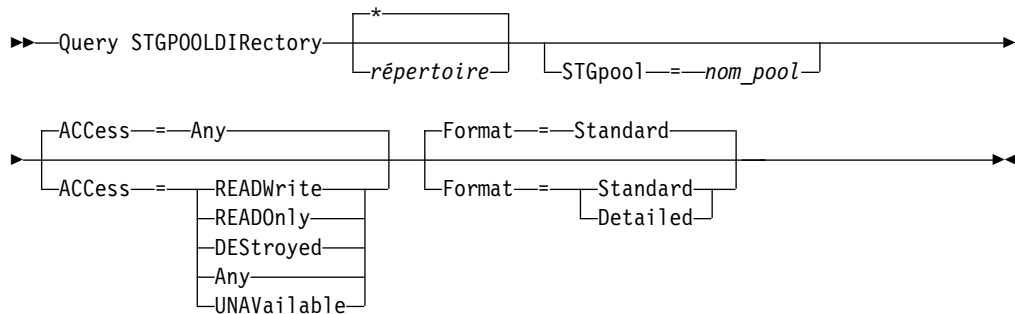 *
Query STGPOOLDIRectory
répertoire
STGpool = nom_pool
ACCess = Any
ACCess = READWrite
READOnly
DEStroyed
Any
UNAVailable
Format = Standard
Format = Standard
Detailed